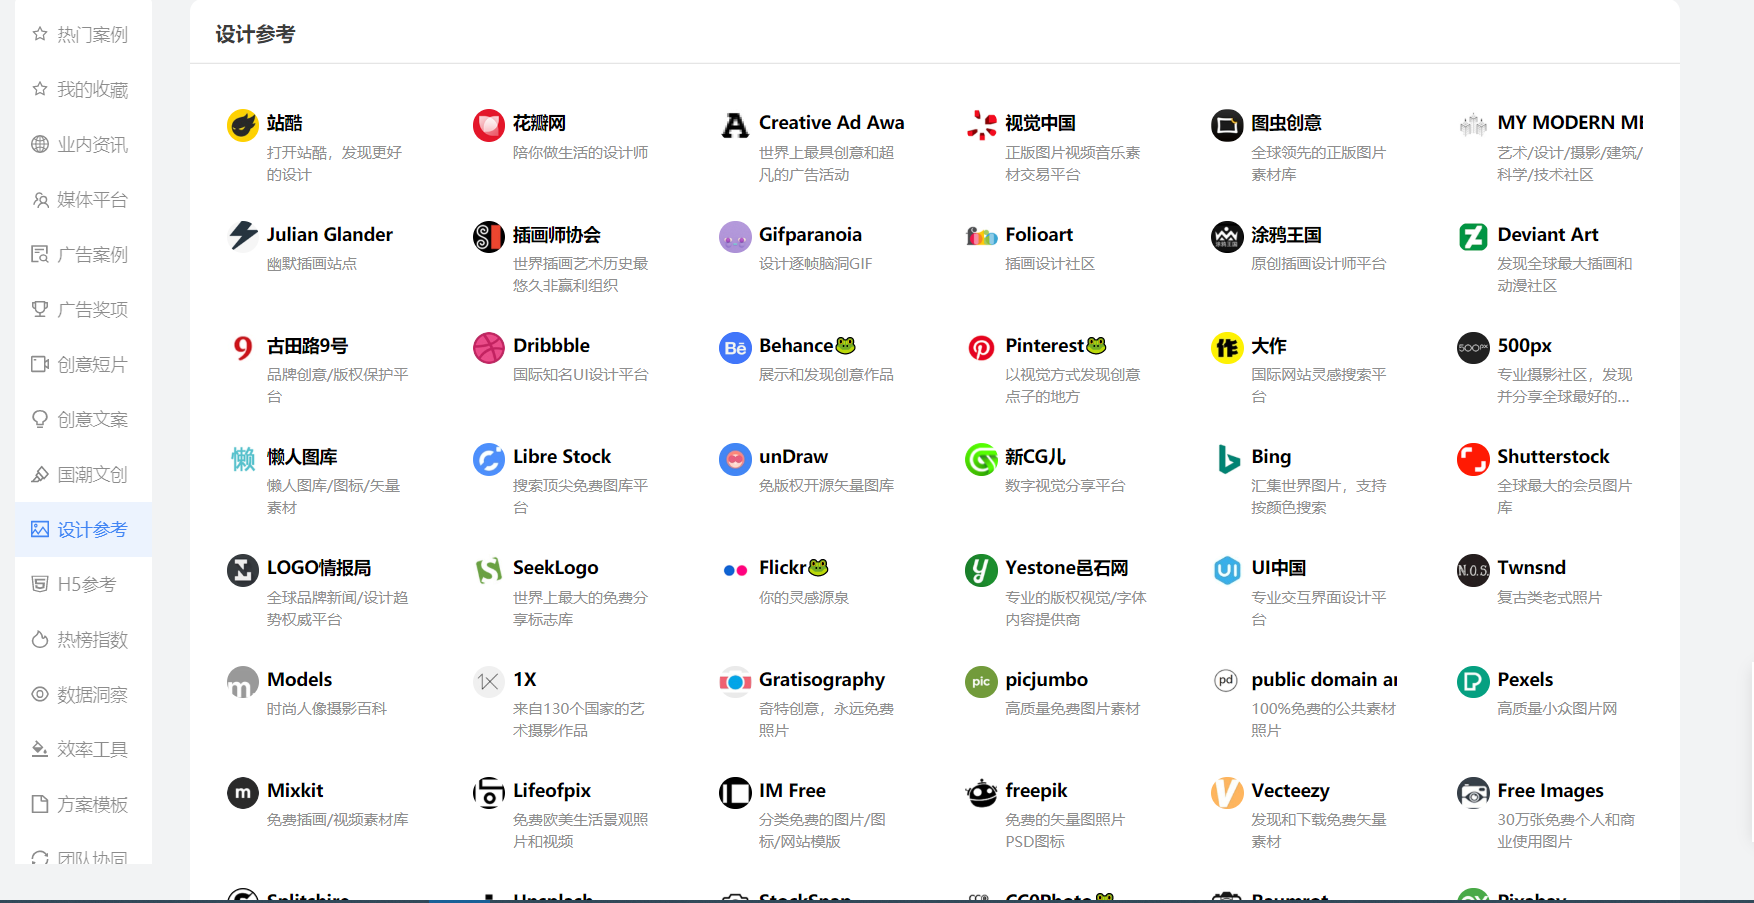 热门案例
我的收藏
业内资讯
媒体平台
广告案例
广告奖项
创意短片
创意文案
国潮文创
设计参考
H5参考
热榜指数
数据洞察
效率工具
方案模板
团队协同
设计参考
站酷
打开站酷，发现更好
的设计
花瓣网
陪你做生活的设计师
Creative Ad Awa
世界上最具创意和超
凡的广告活动
视觉中国
正版图片视频音乐素
材交易平台
图虫创意
全球领先的正版图片
素材库
MY MODERN ME
艺术/设计/摄影/建筑/
科学/技术社区
Julian Glander
幽默插画站点
插画师协会
世界插画艺术历史最
悠久非赢利组织
Gifparanoia
设计逐帧脑洞GIF
Folioart
插画设计社区
涂鸦王国
原创插画设计师平台
Deviant Art
发现全球最大插画和
动漫社区
9
古田路9号
品牌创意/版权保护平
台
Dribbble
国际知名UI设计平台
Bē
Behance🐸
展示和发现创意作品
Pinterest🐸
以视觉方式发现创意
点子的地方
作
大作
国际网站灵感搜索平
台
500px
500px
专业摄影社区，发现
并分享全球最好的...
懒
懒人图库
懒人图库/图标/矢量
素材
Libre Stock
搜索顶尖免费图库平
台
unDraw
免版权开源矢量图库
新CG儿
数字视觉分享平台
Bing
汇集世界图片，支持
按颜色搜索
Shutterstock
全球最大的会员图片
库
LOGO情报局
全球品牌新闻/设计趋
势权威平台
SeekLogo
世界上最大的免费分
享标志库
Flickr🐸
你的灵感源泉
y
Yestone邑石网
专业的版权视觉/字体
内容提供商
UI
UI中国
专业交互界面设计平
台
N.O.S.
Twnsnd
复古类老式照片
m
Models
时尚人像摄影百科
1X
1X
来自130个国家的艺
术摄影作品
Gratisography
奇特创意，永远免费
照片
pic
picjumbo
高质量免费图片素材
pd
public domain ar
100%免费的公共素材
照片
Pexels
高质量小众图片网
m
Mixkit
免费插画/视频素材库
Lifeofpix
免费欧美生活景观照
片和视频
IM Free
分类免费的图片/图
标/网站模版
freepik
免费的矢量图照片
PSD图标
Vecteezy
发现和下载免费矢量
素材
Free Images
30万张免费个人和商
业使用图片
Splitshire
Unsplash
StockSnap
CC0Photo🐸
Pixabay